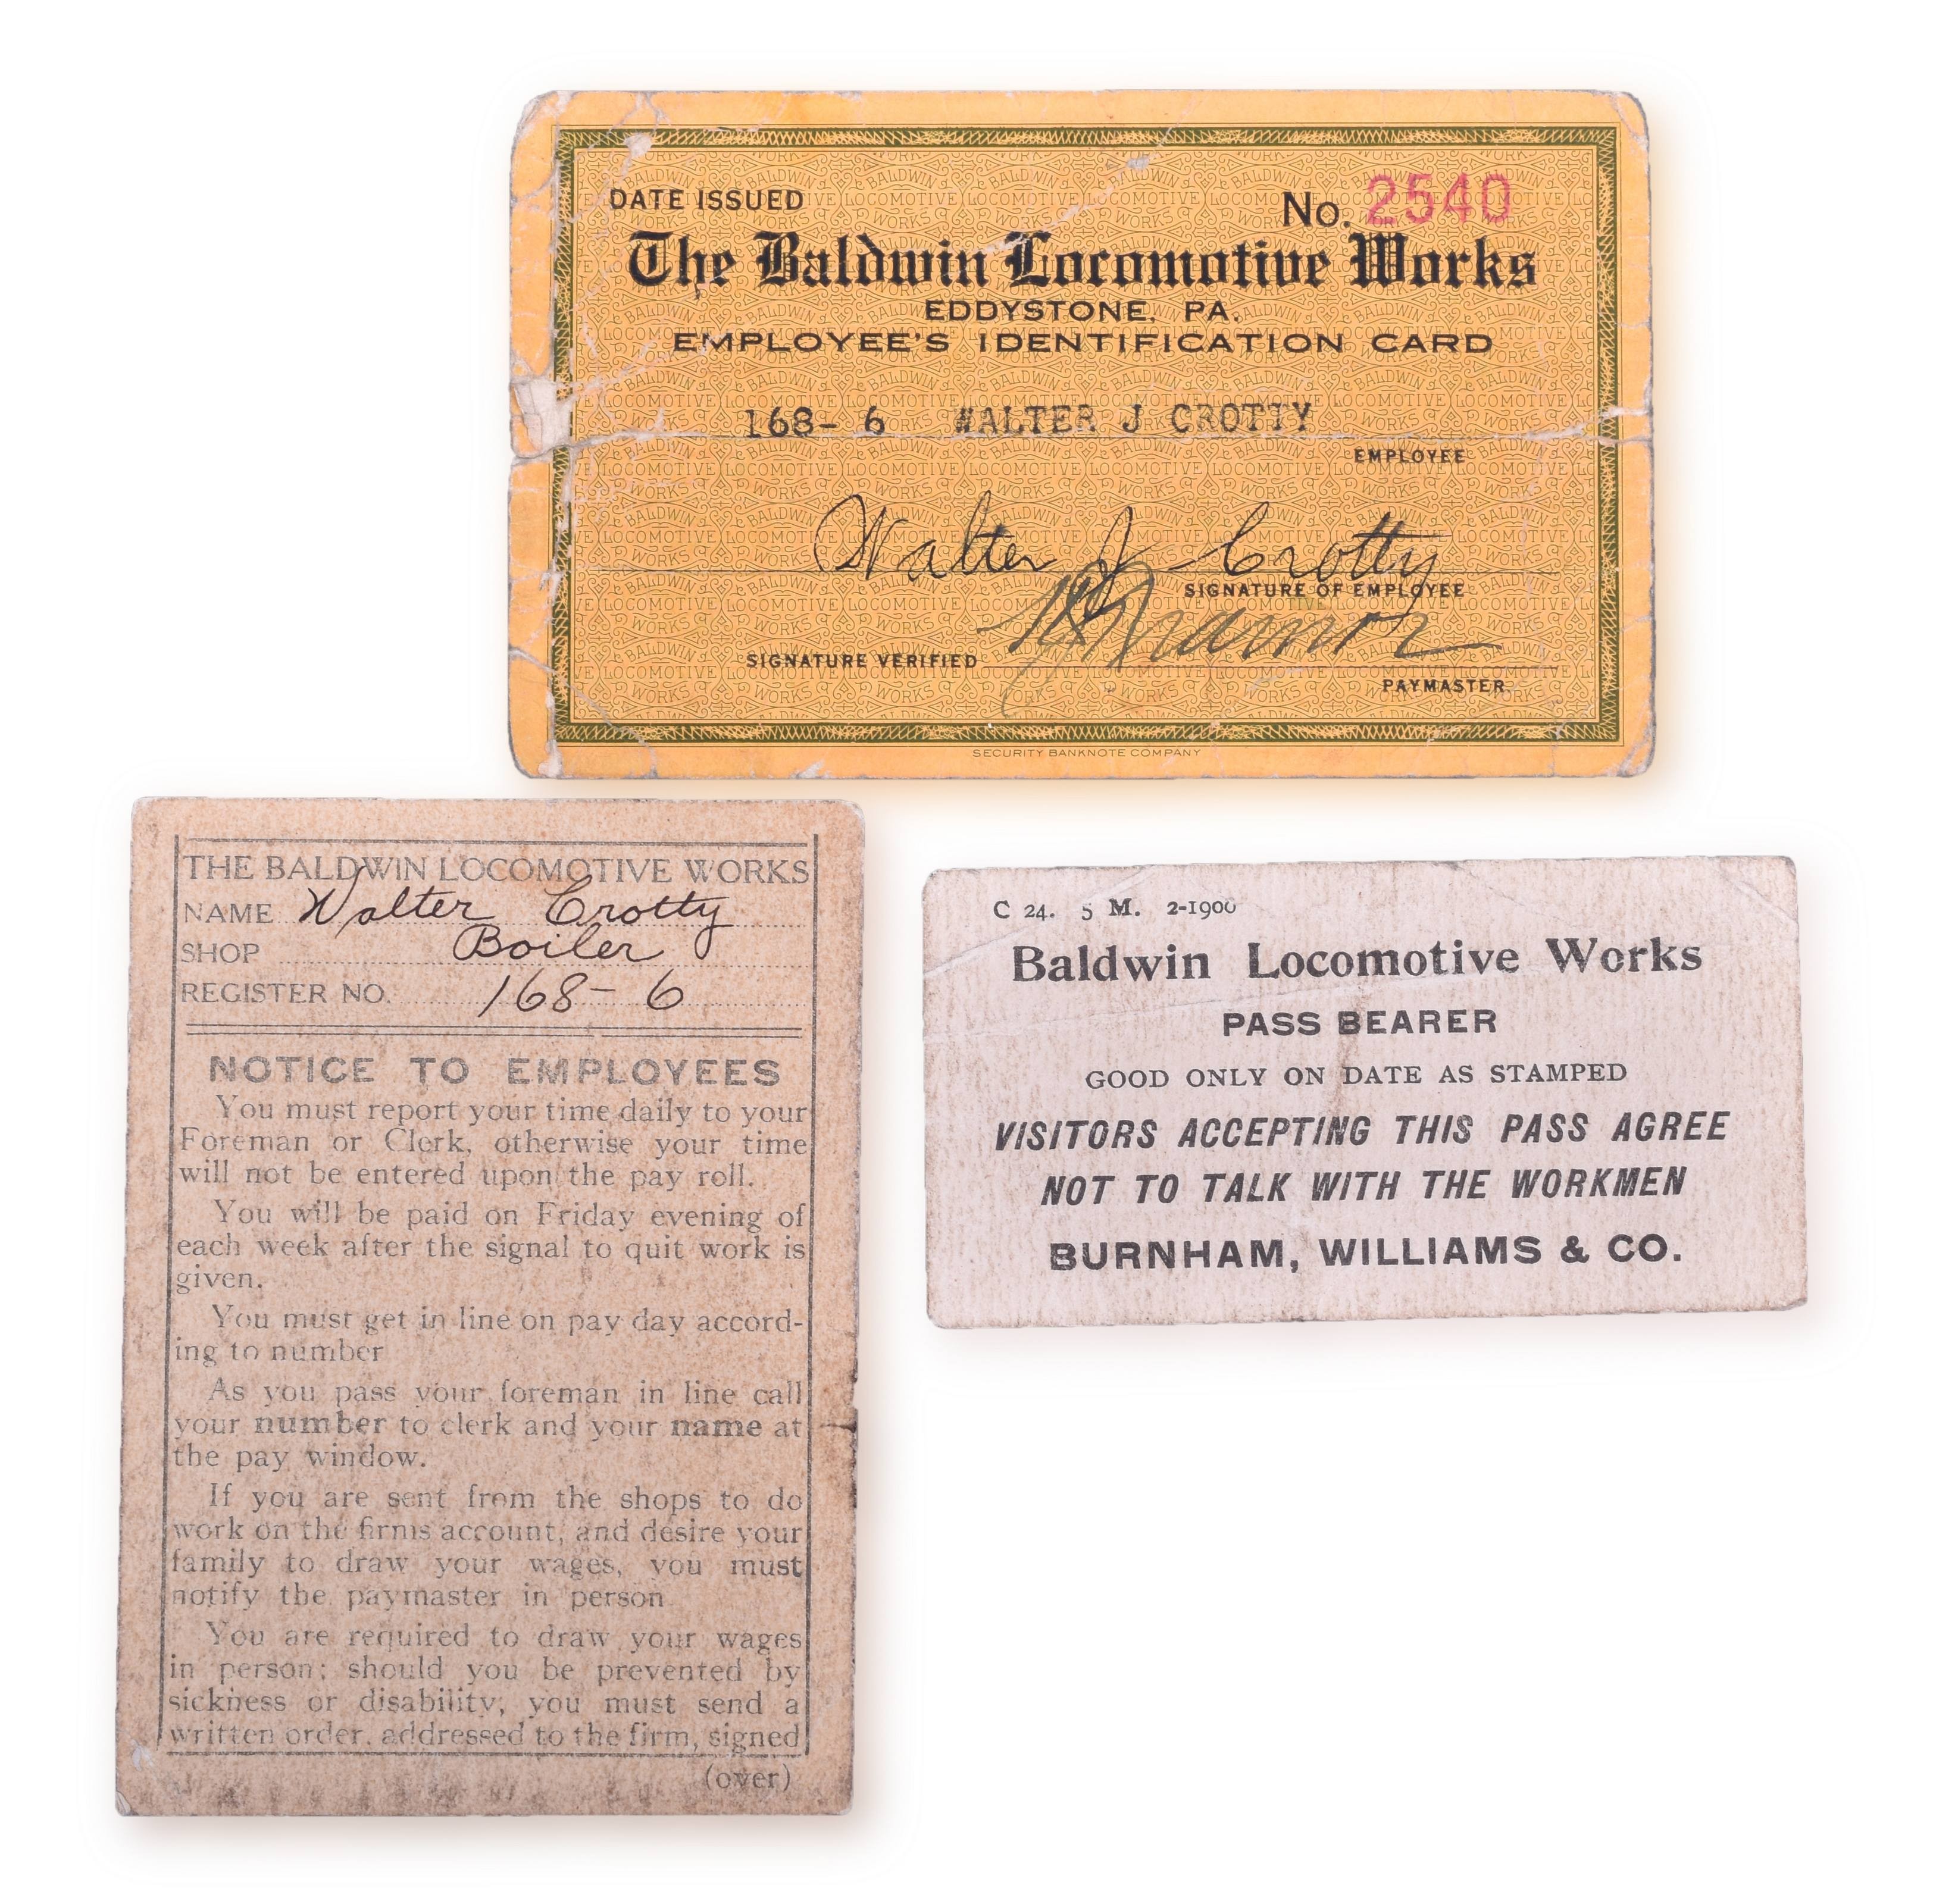 DATE ISSUED
No. 2540
The Baldwin Locomotive Works
EDDYSTONE, PA.
EMPLOYEE'S IDENTIFICATION CARD
168- 6 WALTER J CROTTY
EMPLOYEE
Walter J Crotty
SIGNATURE OF EMPLOYEE
SIGNATURE VERIFIED
PAYMASTER.
SECURITY BANKNOTE COMPANY
THE BALDWIN LOCOMOTIVE WORKS
NAME Walter Crotty
SHOP Boiler
REGISTER NO. 168- 6
NOTICE TO EMPLOYEES
You must report your time daily to your
Foreman or Clerk, otherwise your time
will not be entered upon the pay roll.
You will be paid on Friday evening of
each week after the signal to quit work is
given.
You must get in line on pay day accord-
ing to number
As you pass your foreman in line call
your number to clerk and your name at
the pay window.
If you are sent from the shops to do
work on the firms account, and desire your
family to draw your wages, you must
notify the paymaster in person
You are required to draw your wages
in person; should you be prevented by
sickness or disability, you must send a
written order, addressed to the firm, signed
(over)
C 24. 5 M. 2-1900
Baldwin Locomotive Works
PASS BEARER
GOOD ONLY ON DATE AS STAMPED
VISITORS ACCEPTING THIS PASS AGREE
NOT TO TALK WITH THE WORKMEN
BURNHAM, WILLIAMS & CO.